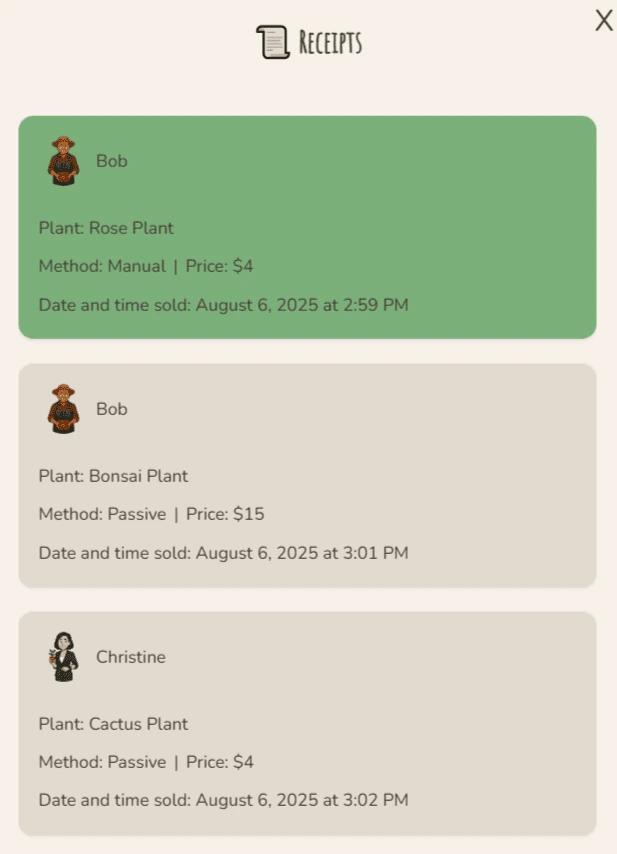 X
Receipts
Bob
Plant: Rose Plant
Method: Manual | Price: $4
Date and time sold: August 6, 2025 at 2:59 PM
Bob
Plant: Bonsai Plant
Method: Passive | Price: $15
Date and time sold: August 6, 2025 at 3:01 PM
Christine
Plant: Cactus Plant
Method: Passive | Price: $4
Date and time sold: August 6, 2025 at 3:02 PM